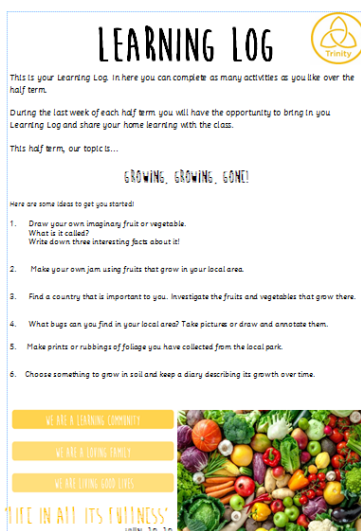 LEARNING LOG
Trinity
This is your Learning Log. In here you can complete as many activities as you like over the
half term.
During the last week of each half term you will have the opportunity to bring in you
Learning Log and share your home learning with the class.
This half term, our topic is...
GROWING, GROWING, GONE!
Here are some ideas to get you started!
1. Draw your own imaginary fruit or vegetable.
What is it called?
Write down three interesting facts about it!
2. Make your own jam using fruits that grow in your local area.
3. Find a country that is important to you. Investigate the fruits and vegetables that grow there.
4. What bugs can you find in your local area? Take pictures or draw and annotate them.
5. Make prints or rubbings of foliage you have collected from the local park.
6. Choose something to grow in soil and keep a diary describing its growth over time.
WE ARE A LEARNING COMMUNITY
WE ARE A LOVING FAMILY
WE ARE LIVING GOOD LIVES
'LIFE IN ALL ITS FULLNESS'
JOHN 10:10